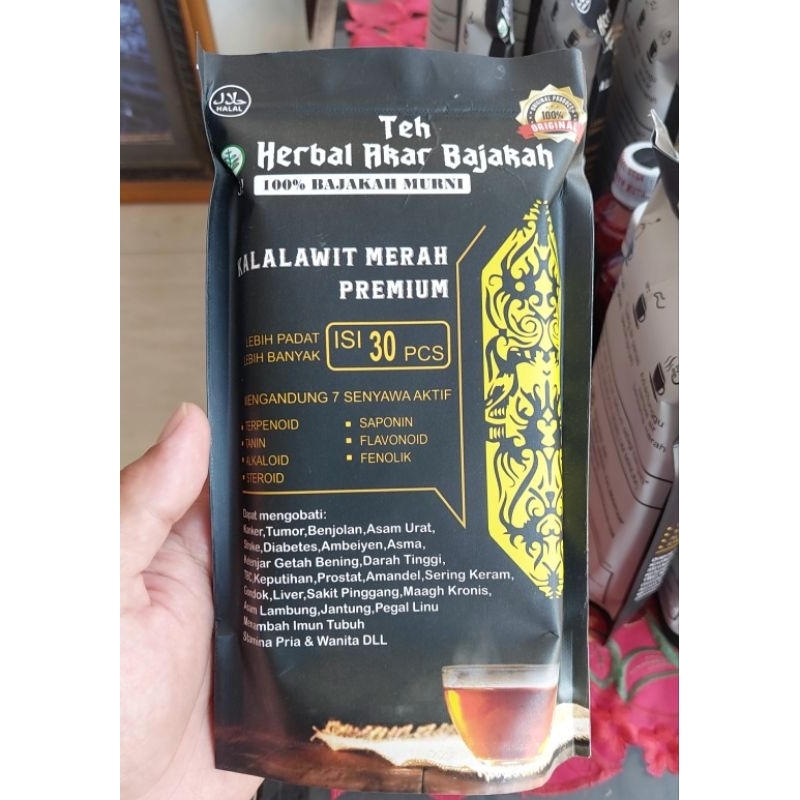 حلال
HALAL
ORIGINAL PRODUCT
100%
ORIGINAL
Teh
Herbal Akar Bajakah
100% BAJAKAH MURNI
KALALAWIT MERAH
PREMIUM
LEBIH PADAT
LEBIH BANYAK
ISI 30 PCS
MENGANDUNG 7 SENYAWA AKTIF
TERPENOID
TANIN
ALKALOID
STEROID
SAPONIN
FLAVONOID
FENOLIK
Dapat mengobati:
Kanker,Tumor,Benjolan,Asam Urat,
Stroke,Diabetes,Ambeiyen,Asma,
Kelenjar Getah Bening,Darah Tinggi,
TBC,Keputihan,Prostat,Amandel,Sering Keram,
Gondok,Liver,Sakit Pinggang,Maagh Kronis,
Asam Lambung,Jantung,Pegal Linu
Menambah Imun Tubuh
Stamina Pria & Wanita DLL